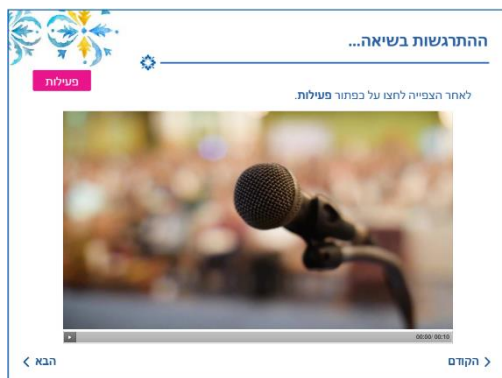 ההתרגשות בשיאה...
פעילות
לאחר הצפייה לחצו על כפתור פעילות.
00:00/ 00:10
הקודם
הבא